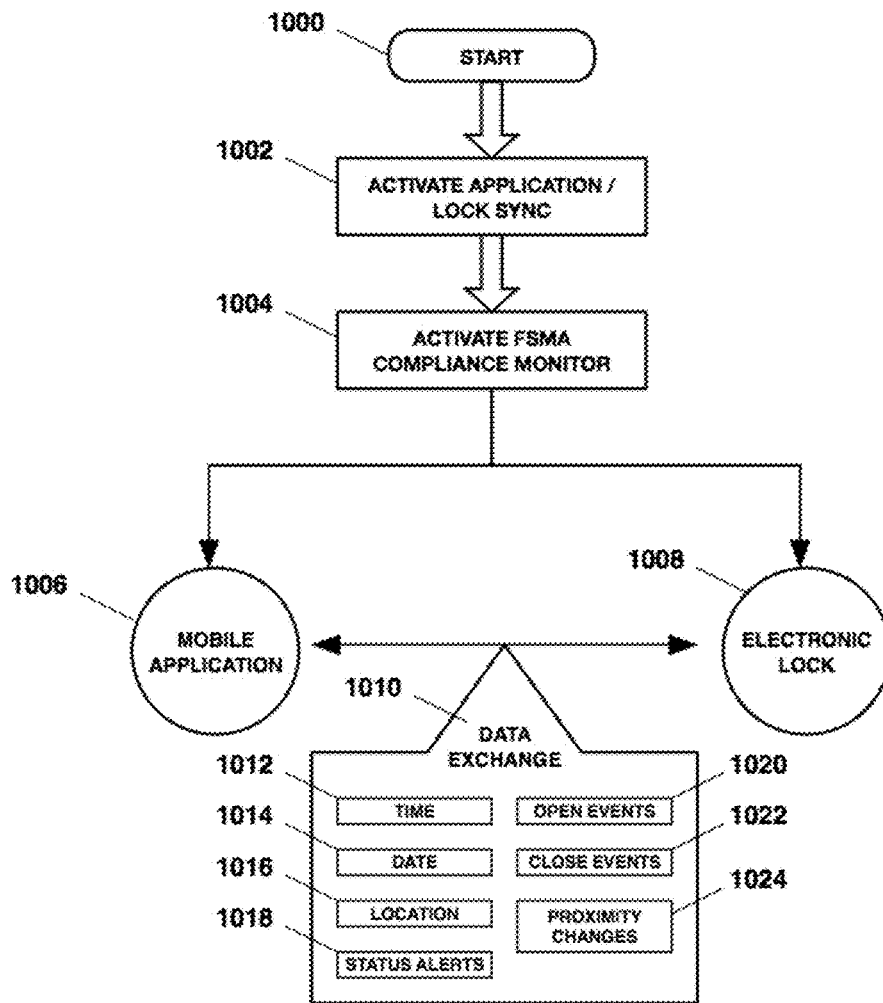 1000
START
1002
ACTIVATE APPLICATION /
LOCK SYNC
1004
ACTIVATE FSMA
COMPLIANCE MONITOR
1006
MOBILE
APPLICATION
1008
ELECTRONIC
LOCK
1010
DATA
EXCHANGE
1012
TIME
1014
DATE
1016
LOCATION
1018
STATUS ALERTS
1020
OPEN EVENTS
1022
CLOSE EVENTS
1024
PROXIMITY
CHANGES